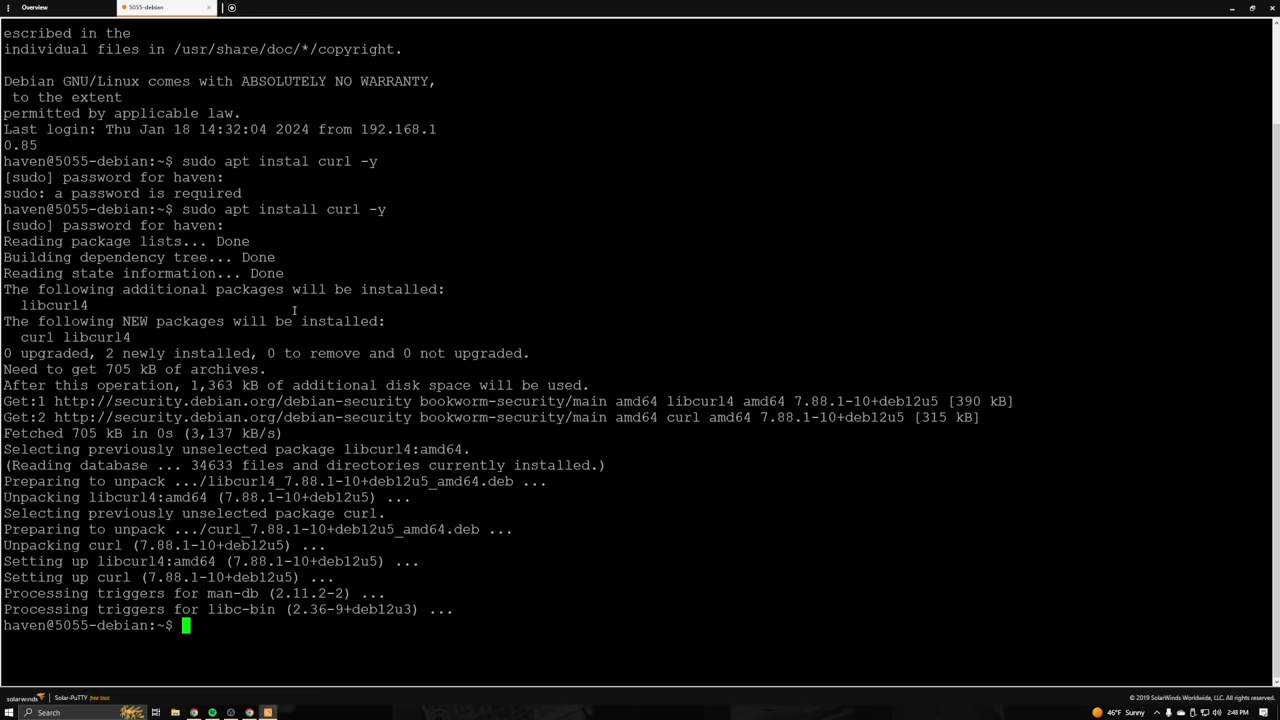 Overview
5055-debian
escribed in the
individual files in /usr/share/doc/*/copyright.
Debian GNU/Linux comes with ABSOLUTELY NO WARRANTY,
 to the extent
permitted by applicable law.
Last login: Thu Jan 18 14:32:04 2024 from 192.168.1
0.85
haven@5055-debian:~$ sudo apt instal curl -y
[sudo] password for haven:
sudo: a password is required
haven@5055-debian:~$ sudo apt install curl -y
[sudo] password for haven:
Reading package lists... Done
Building dependency tree... Done
Reading state information... Done
The following additional packages will be installed:
  libcurl4
The following NEW packages will be installed:
  curl libcurl4
0 upgraded, 2 newly installed, 0 to remove and 0 not upgraded.
Need to get 705 kB of archives.
After this operation, 1,363 kB of additional disk space will be used.
Get:1 http://security.debian.org/debian-security bookworm-security/main amd64 libcurl4 amd64 7.88.1-10+deb12u5 [390 kB]
Get:2 http://security.debian.org/debian-security bookworm-security/main amd64 curl amd64 7.88.1-10+deb12u5 [315 kB]
Fetched 705 kB in 0s (3,137 kB/s)
Selecting previously unselected package libcurl4:amd64.
(Reading database ... 34633 files and directories currently installed.)
Preparing to unpack .../libcurl4_7.88.1-10+deb12u5_amd64.deb ...
Unpacking libcurl4:amd64 (7.88.1-10+deb12u5) ...
Selecting previously unselected package curl.
Preparing to unpack .../curl_7.88.1-10+deb12u5_amd64.deb ...
Unpacking curl (7.88.1-10+deb12u5) ...
Setting up libcurl4:amd64 (7.88.1-10+deb12u5) ...
Setting up curl (7.88.1-10+deb12u5) ...
Processing triggers for man-db (2.11.2-2) ...
Processing triggers for libc-bin (2.36-9+deb12u3) ...
haven@5055-debian:~$
solarwinds Solar-PuTTY free tool © 2019 SolarWinds Worldwide, LLC. All rights reserved.
Search 46°F Sunny 2:48 PM